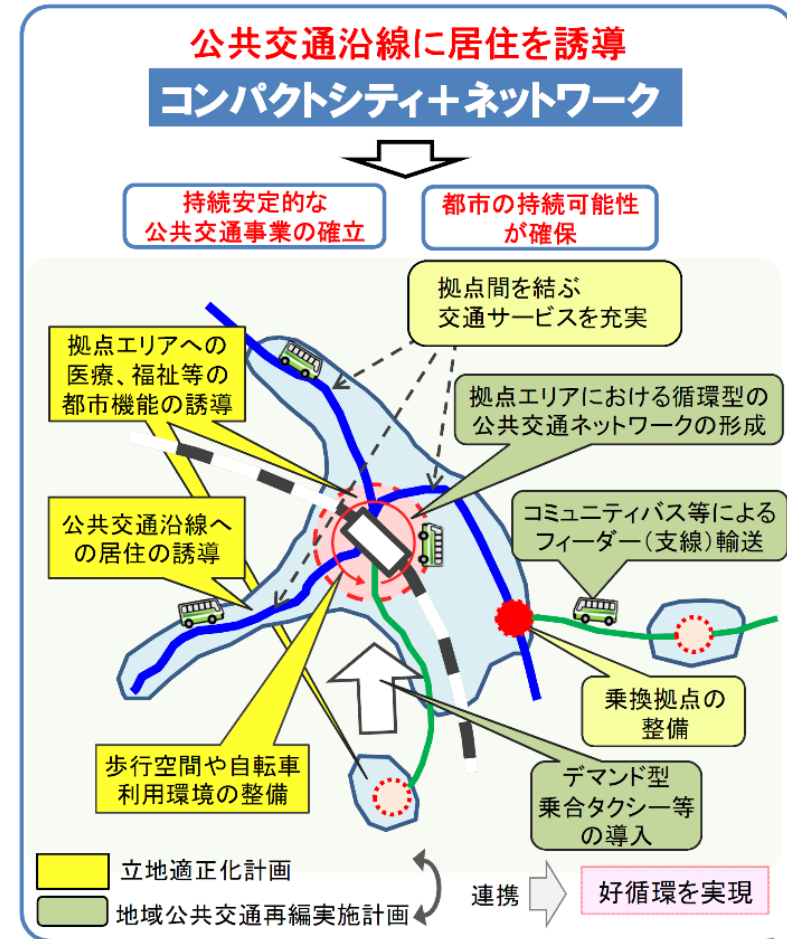 公共交通沿線に居住を誘導
コンパクトシティ＋ネットワーク
持続安定的な
公共交通事業の確立
都市の持続可能性
が確保
拠点間を結ぶ
交通サービスを充実
拠点エリアへの
医療、福祉等の
都市機能の誘導
拠点エリアにおける循環型の
公共交通ネットワークの形成
公共交通沿線へ
の居住の誘導
コミュニティバス等による
フィーダー（支線）輸送
乗換拠点の
整備
歩行空間や自転車
利用環境の整備
デマンド型
乗合タクシー等
の導入
立地適正化計画
地域公共交通再編実施計画
連携
好循環を実現